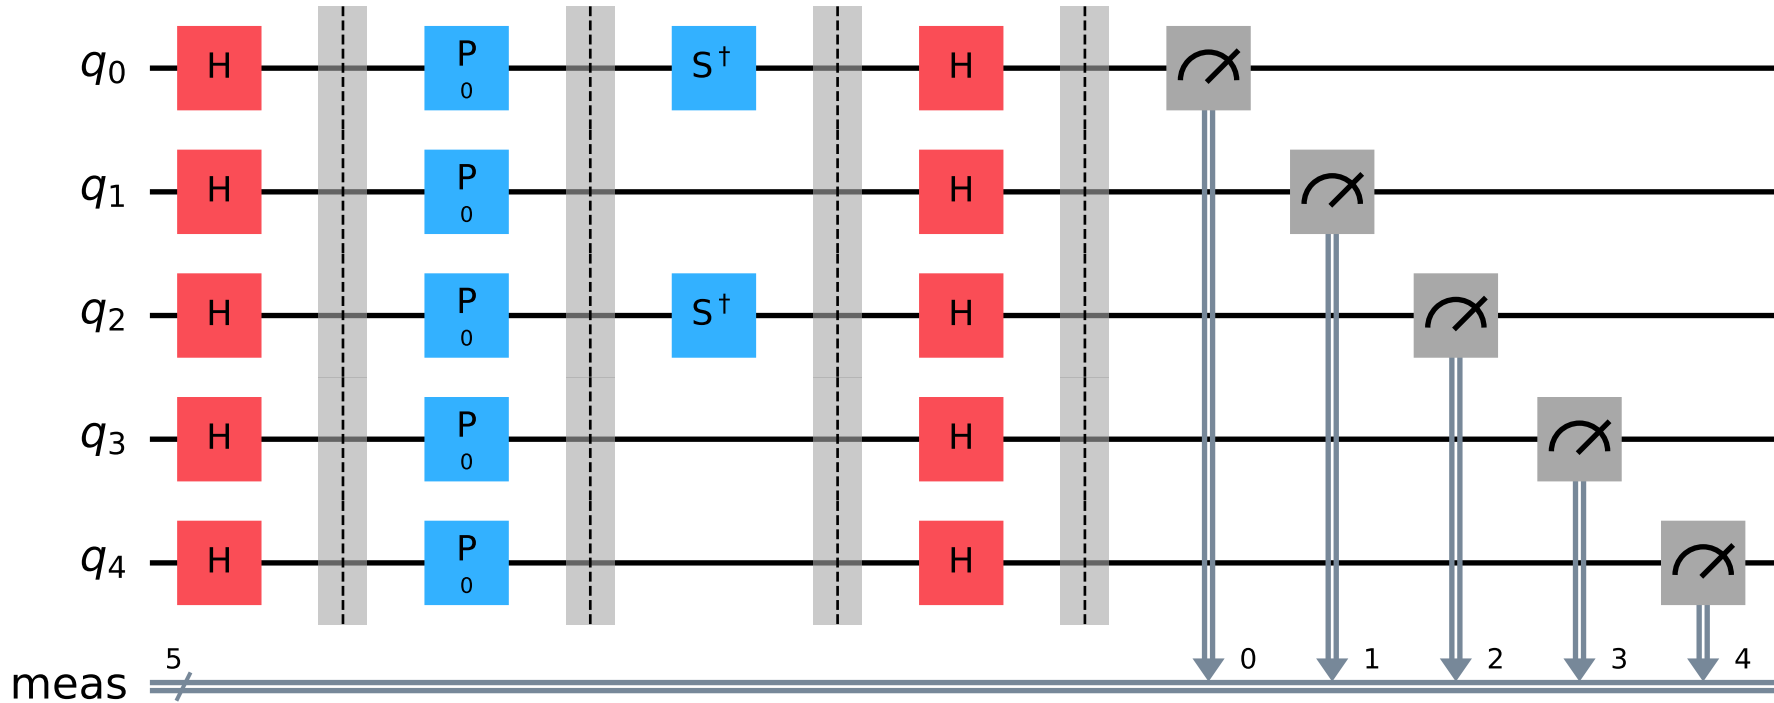 q0 H P 0 S† H
q1 H P 0 H
q2 H P 0 S† H
q3 H P 0 H
q4 H P 0 H
5 0 1 2 3 4
meas